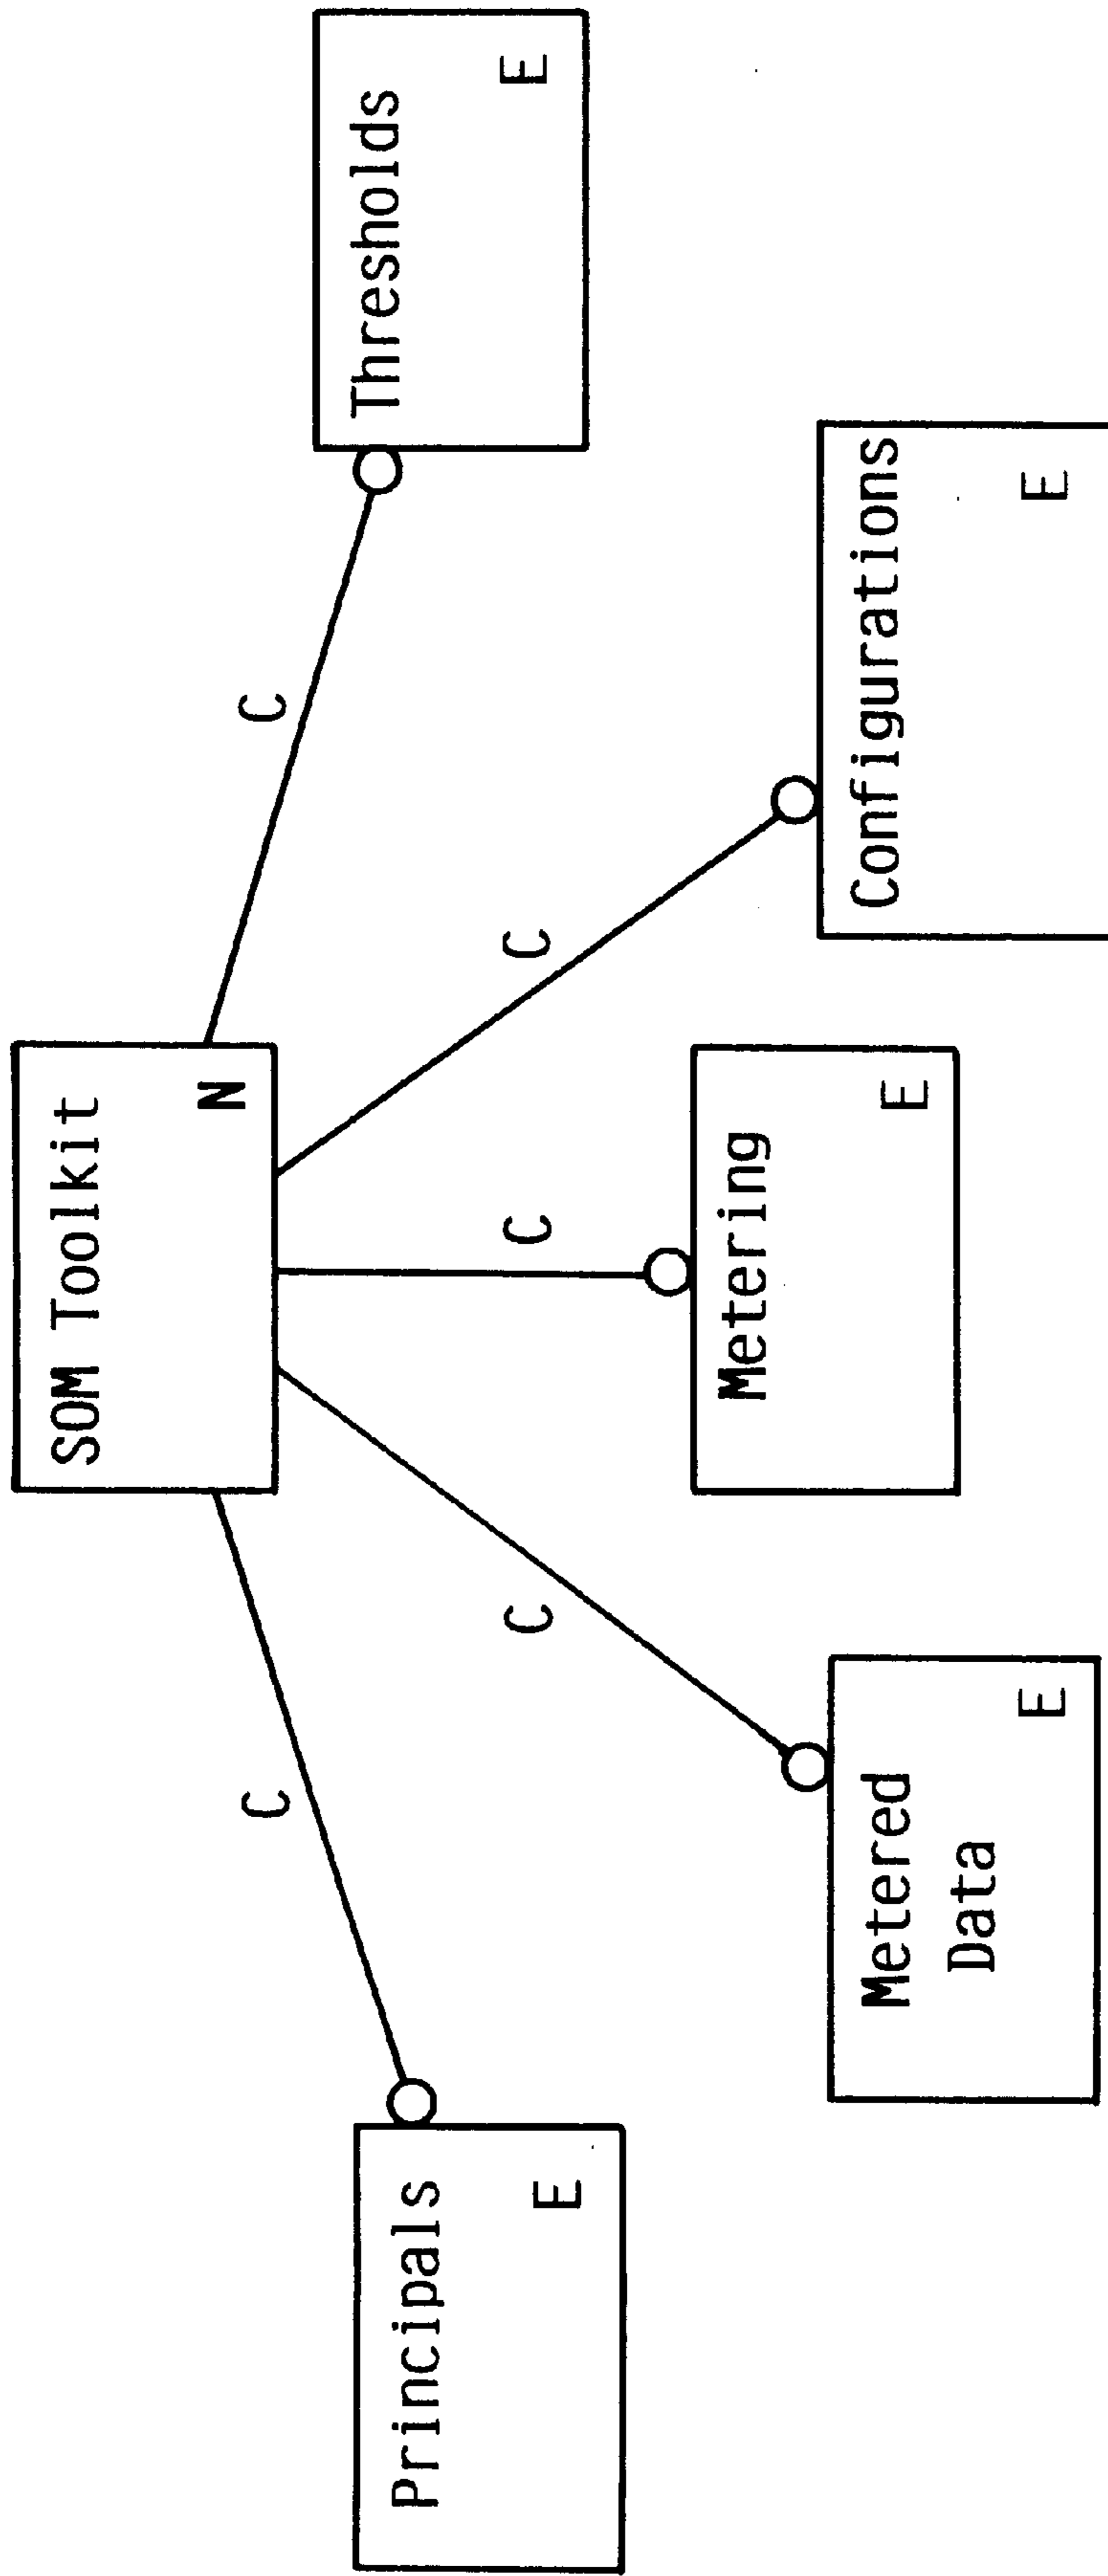 SOM Toolkit
N
C
C
C
C
C
Principals
E
Metered
Data
E
Metering
E
Configurations
E
Thresholds
E